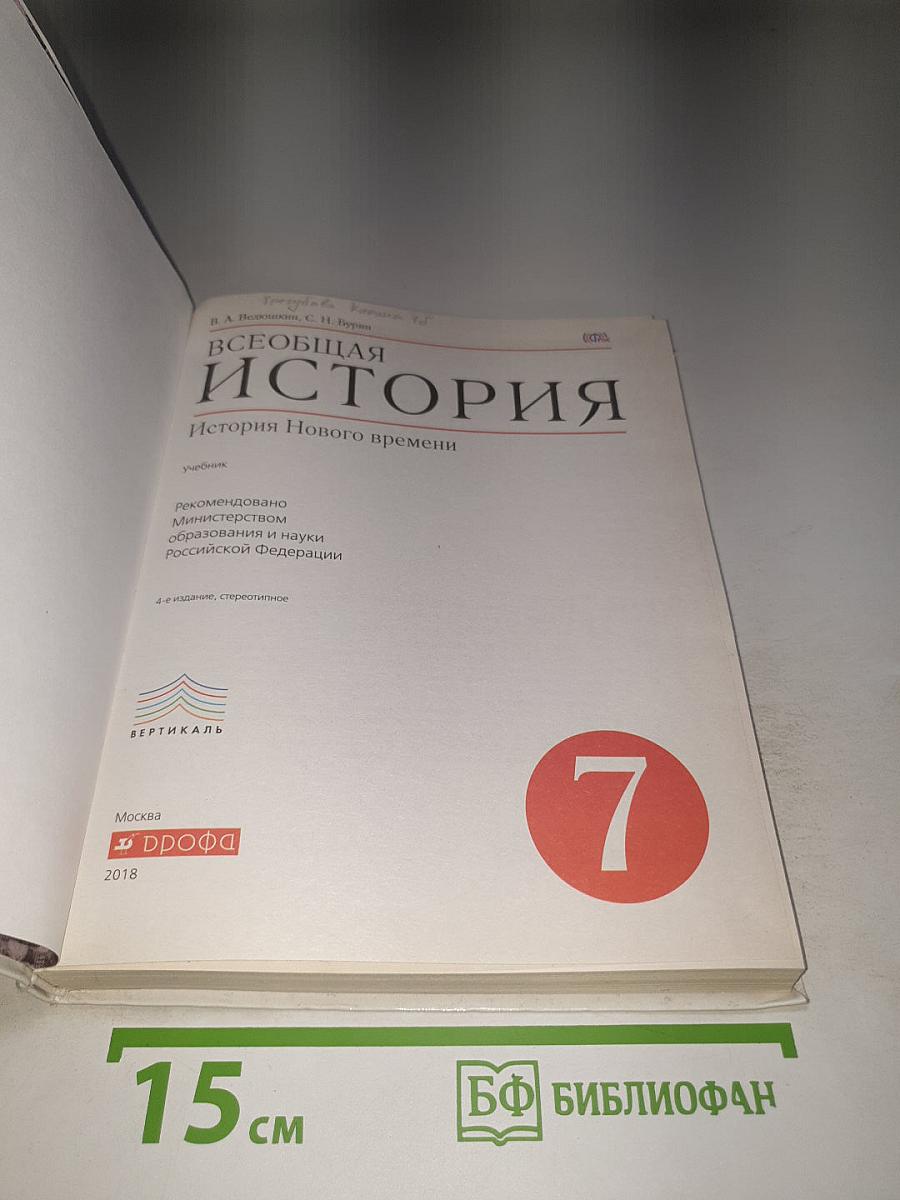 В. А. Ведюшкин, С. Н. Бурин
ВСЕОБЩАЯ
ИСТОРИЯ
История Нового времени
учебник
Рекомендовано
Министерством
образования и науки
Российской Федерации
4-е издание, стереотипное
ВЕРТИКАЛЬ
7
Москва
дрофа
2018
15 см
БФ БИБЛИОФАН